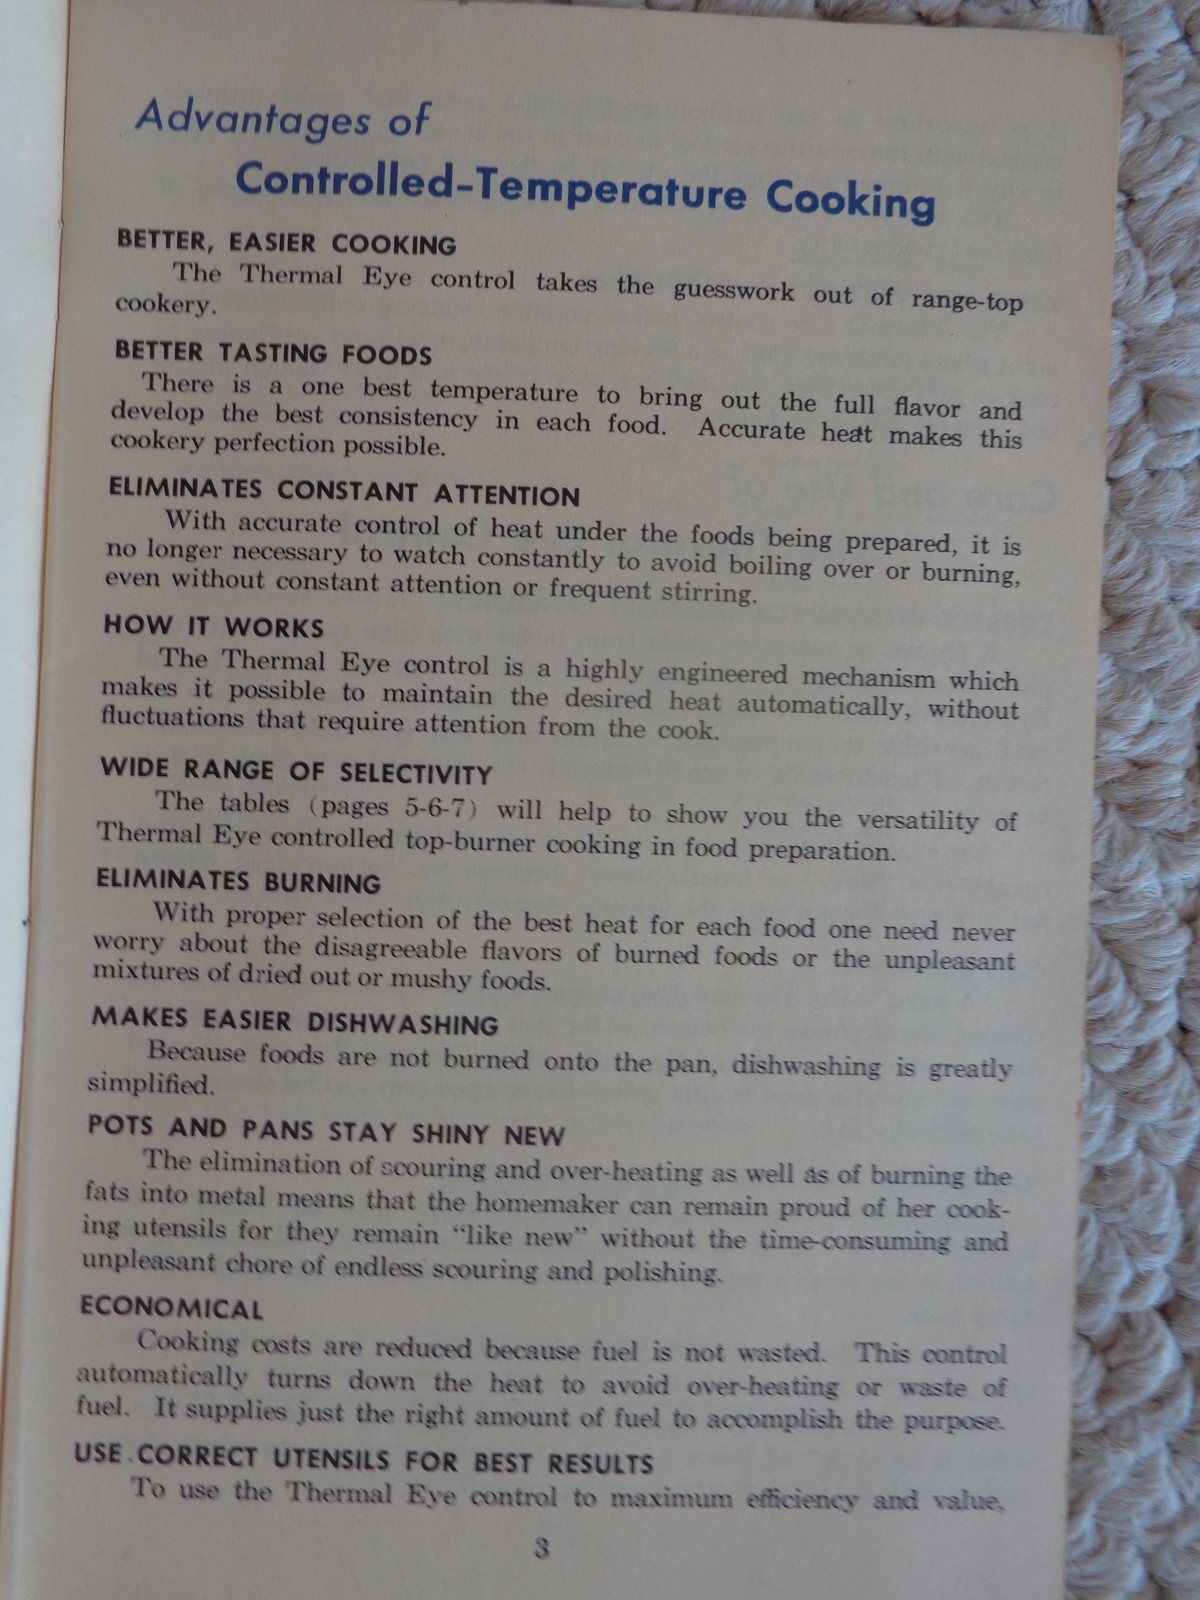 Advantages of
Controlled-Temperature Cooking
BETTER, EASIER COOKING
The Thermal Eye control takes the guesswork out of range-top
cookery.
BETTER TASTING FOODS
There is a one best temperature to bring out the full flavor and
develop the best consistency in each food. Accurate heat makes this
cookery perfection possible.
ELIMINATES CONSTANT ATTENTION
With accurate control of heat under the foods being prepared, it is
no longer necessary to watch constantly to avoid boiling over or burning,
even without constant attention or frequent stirring.
HOW IT WORKS
The Thermal Eye control is a highly engineered mechanism which
makes it possible to maintain the desired heat automatically, without
fluctuations that require attention from the cook.
WIDE RANGE OF SELECTIVITY
The tables (pages 5-6-7) will help to show you the versatility of
Thermal Eye controlled top-burner cooking in food preparation.
ELIMINATES BURNING
With proper selection of the best heat for each food one need never
worry about the disagreeable flavors of burned foods or the unpleasant
mixtures of dried out or mushy foods.
MAKES EASIER DISHWASHING
Because foods are not burned onto the pan, dishwashing is greatly
simplified.
POTS AND PANS STAY SHINY NEW
The elimination of scouring and over-heating as well as of burning the
fats into metal means that the homemaker can remain proud of her cook-
ing utensils for they remain "like new" without the time-consuming and
unpleasant chore of endless scouring and polishing.
ECONOMICAL
Cooking costs are reduced because fuel is not wasted. This control
automatically turns down the heat to avoid over-heating or waste of
fuel. It supplies just the right amount of fuel to accomplish the purpose.
USE CORRECT UTENSILS FOR BEST RESULTS
To use the Thermal Eye control to maximum efficiency and value,
3